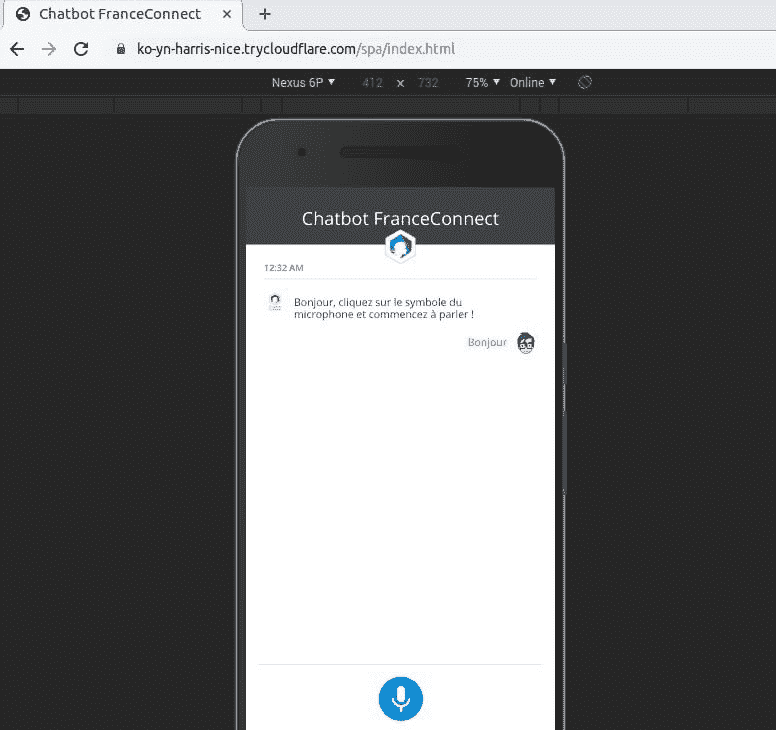 Chatbot FranceConnect
ko-yn-harris-nice.trycloudflare.com/spa/index.html
Nexus 6P ▼ 412 x 732 75% ▼ Online ▼
Chatbot FranceConnect
12:32 AM
Bonjour, cliquez sur le symbole du
microphone et commencez à parler !
Bonjour